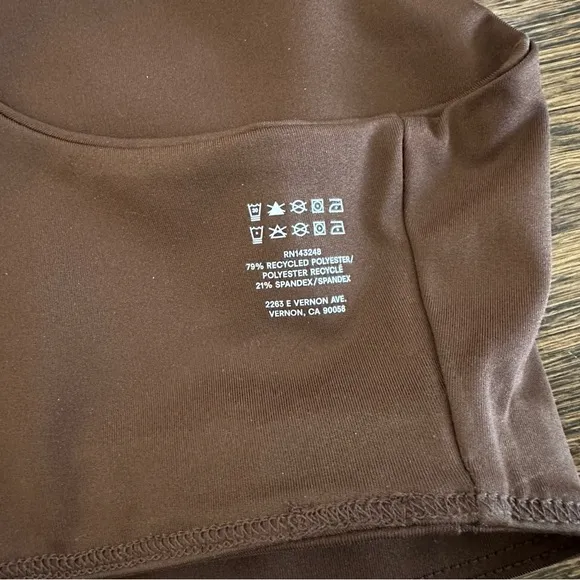 RN143248
79% RECYCLED POLYESTER/
POLYESTER RECYCLÉ
21% SPANDEX/SPANDEX
2263 E VERNON AVE.
VERNON, CA 90058